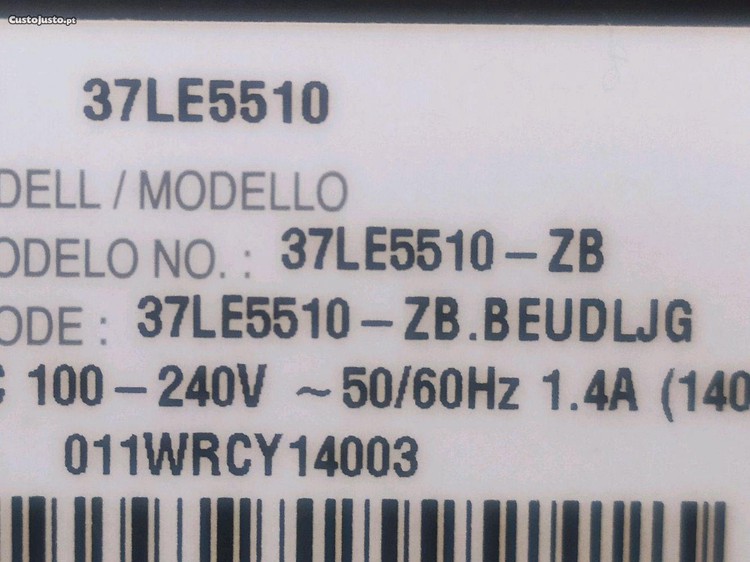 CustoJusto.pt
37LE5510
DELL / MODELLO
ODELO NO. : 37LE5510-ZB
ODE : 37LE5510-ZB.BEUDLJG
C 100-240V ~50/60Hz 1.4A (140
011WRCY14003